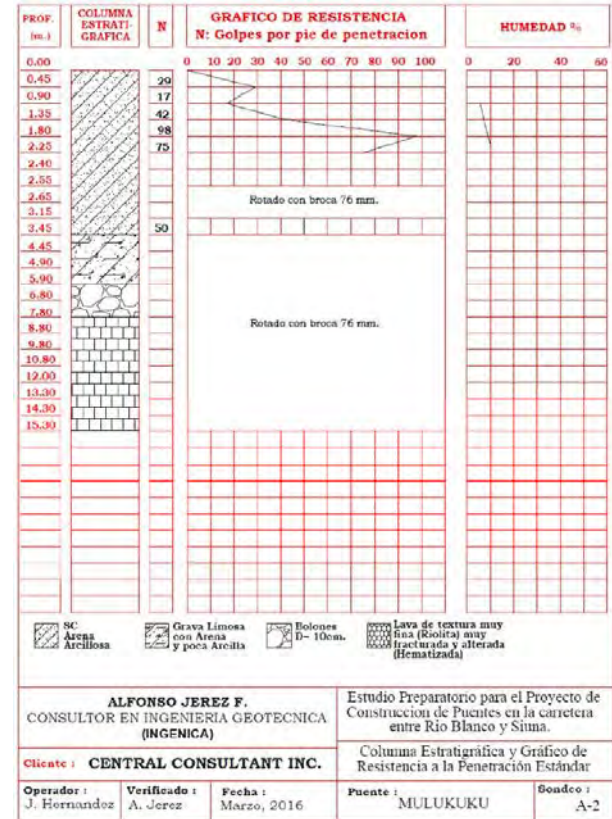 PROF.
(m.)
COLUMNA
ESTRATI-
GRAFICA
N
GRAFICO DE RESISTENCIA
N: Golpes por pie de penetracion
HUMEDAD %
0 10 20 30 40 50 60 70 80 90 100
0 20 40 60
0.00
0.45 29
0.90 17
1.35 42
1.80 98
2.25 75
2.40
2.55
2.65
Rotado con broca 76 mm.
3.15
3.45 50
4.45
4.90
5.90
6.80
7.80
8.80
Rotado con broca 76 mm.
9.80
10.80
12.00
13.30
14.30
15.30
SC
Arena
Arcillosa
Grava Limosa
con Arena
y poca Arcilla
Bolones
D~ 10cm.
Lava de textura muy
fina (Riolita) muy
fracturada y alterada
(Hematizada)
ALFONSO JEREZ F.
CONSULTOR EN INGENIERIA GEOTECNICA
(INGENICA)
Estudio Preparatorio para el Proyecto de
Construccion de Puentes en la carretera
entre Rio Blanco y Siuna.
Cliente : CENTRAL CONSULTANT INC.
Columna Estratigráfica y Gráfico de
Resistencia a la Penetración Estándar
Operador :
J. Hernandez
Verificado :
A. Jerez
Fecha :
Marzo, 2016
Puente :
MULUKUKU
Sondeo :
A-2